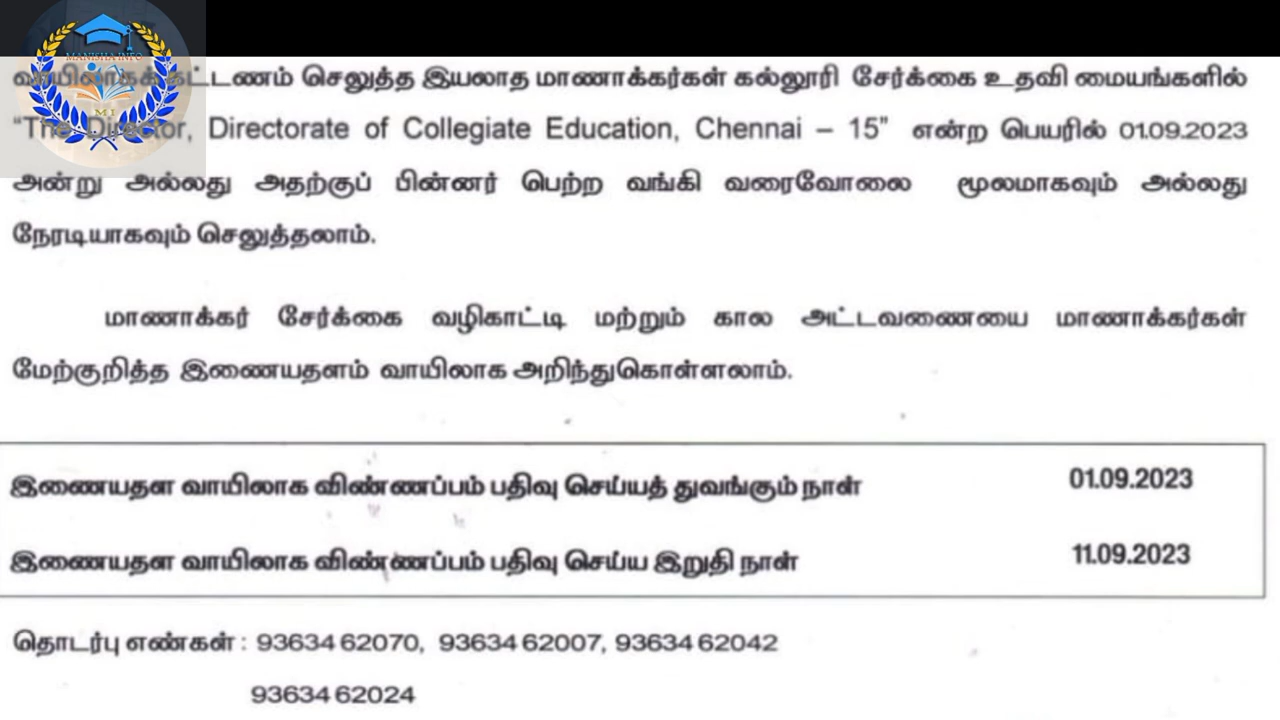 MANISHA INFO
MI
வாயிலாகக் கட்டணம் செலுத்த இயலாத மாணாக்கர்கள் கல்லூரி சேர்க்கை உதவி மையங்களில்
“The Director, Directorate of Collegiate Education, Chennai – 15” என்ற பெயரில் 01.09.2023
அன்று அல்லது அதற்குப் பின்னர் பெற்ற வங்கி வரைவோலை மூலமாகவும் அல்லது
நேரடியாகவும் செலுத்தலாம்.
மாணாக்கர் சேர்க்கை வழிகாட்டி மற்றும் கால அட்டவணையை மாணாக்கர்கள்
மேற்குறித்த இணையதளம் வாயிலாக அறிந்துகொள்ளலாம்.
இணையதள வாயிலாக விண்ணப்பம் பதிவு செய்யத் துவங்கும் நாள் 01.09.2023
இணையதள வாயிலாக விண்ணப்பம் பதிவு செய்ய இறுதி நாள் 11.09.2023
தொடர்பு எண்கள் : 93634 62070, 93634 62007, 93634 62042
93634 62024